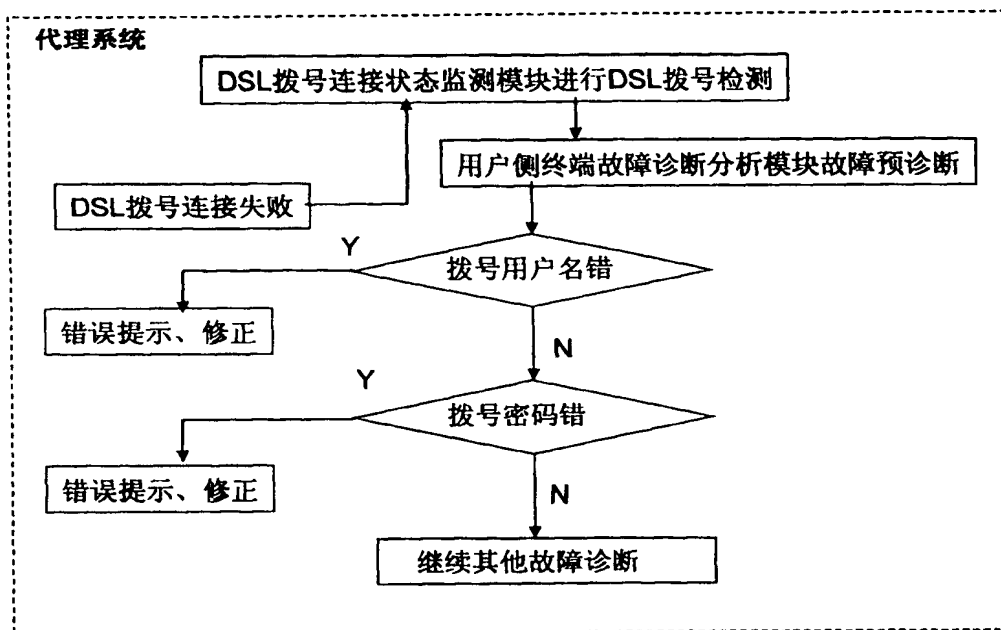 代理系统
DSL拨号连接状态监测模块进行DSL拨号检测
用户侧终端故障诊断分析模块故障预诊断
DSL拨号连接失败
Y
拨号用户名错
错误提示、修正
N
Y
拨号密码错
错误提示、修正
N
继续其他故障诊断